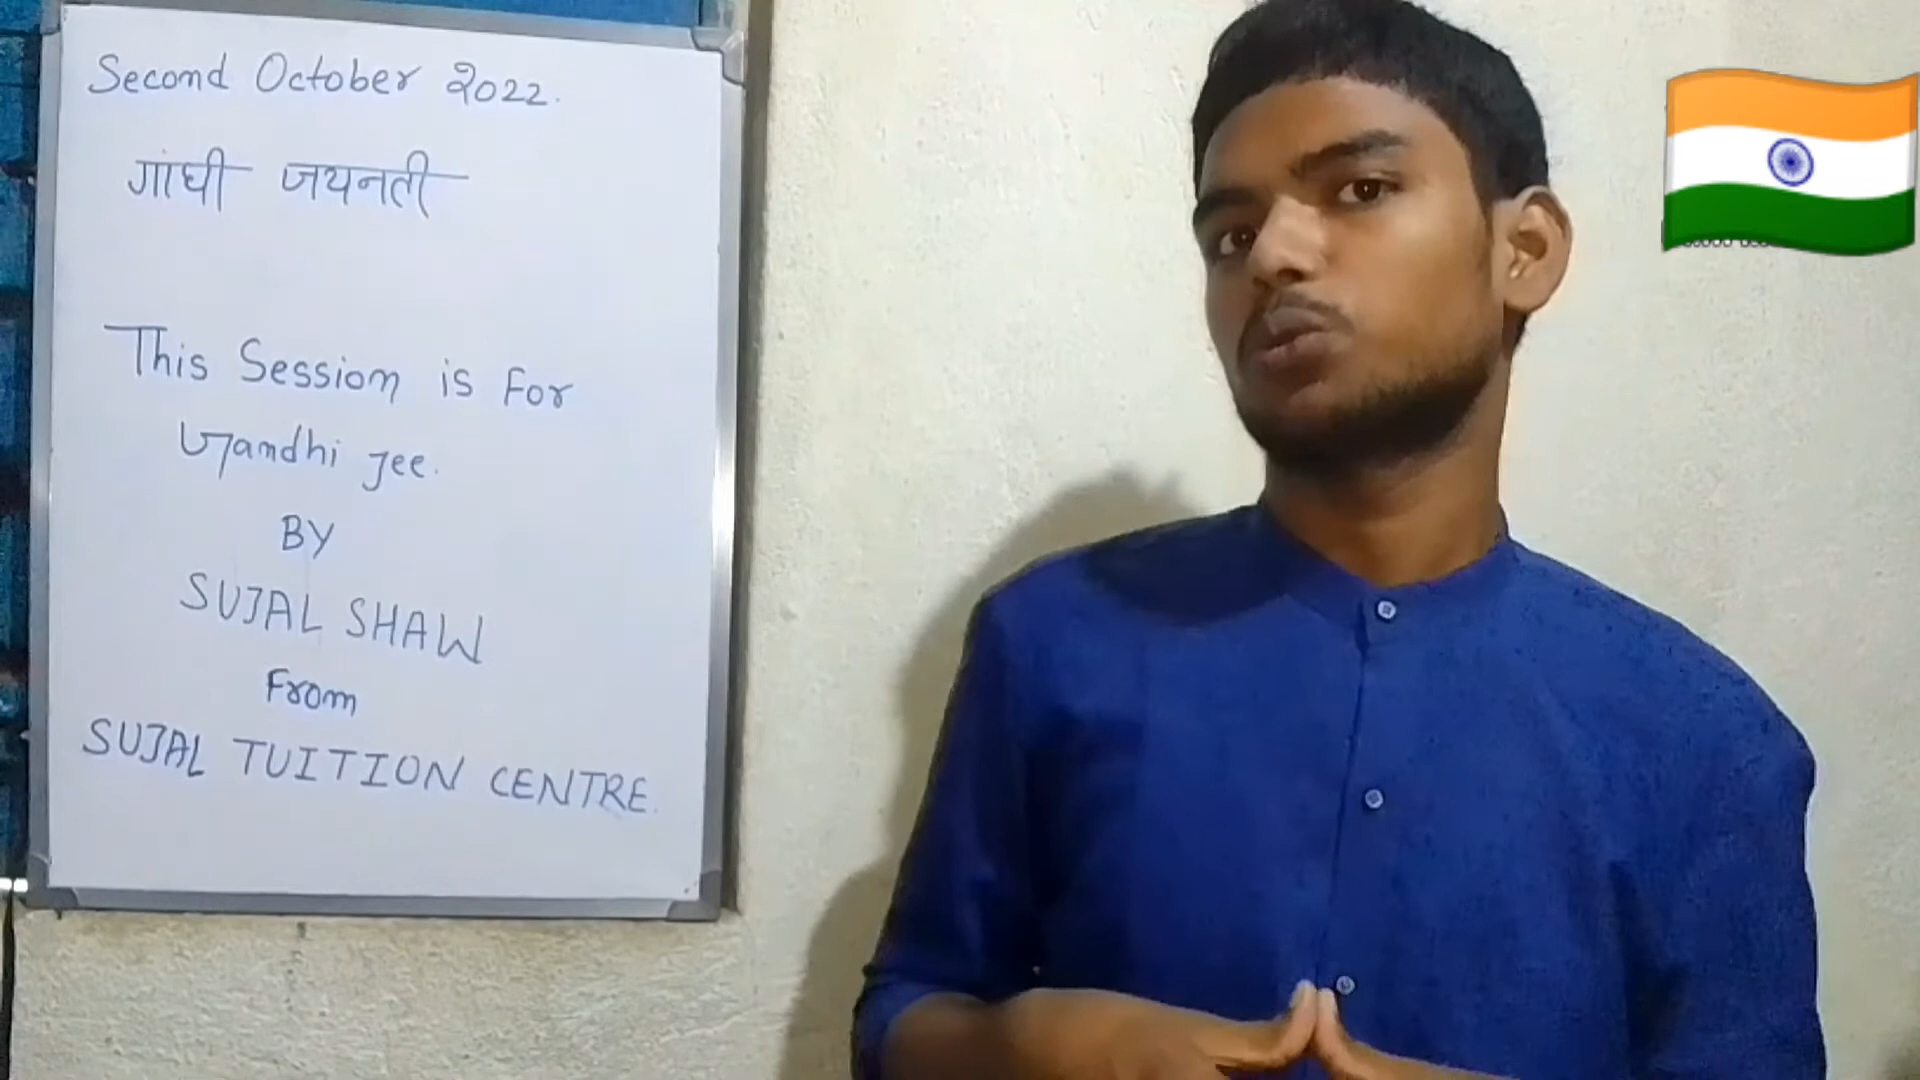 Second October 2022.
गांधी जयनती
This Session is For
Gandhi Jee.
BY
SUJAL SHAW
From
SUJAL TUITION CENTRE.